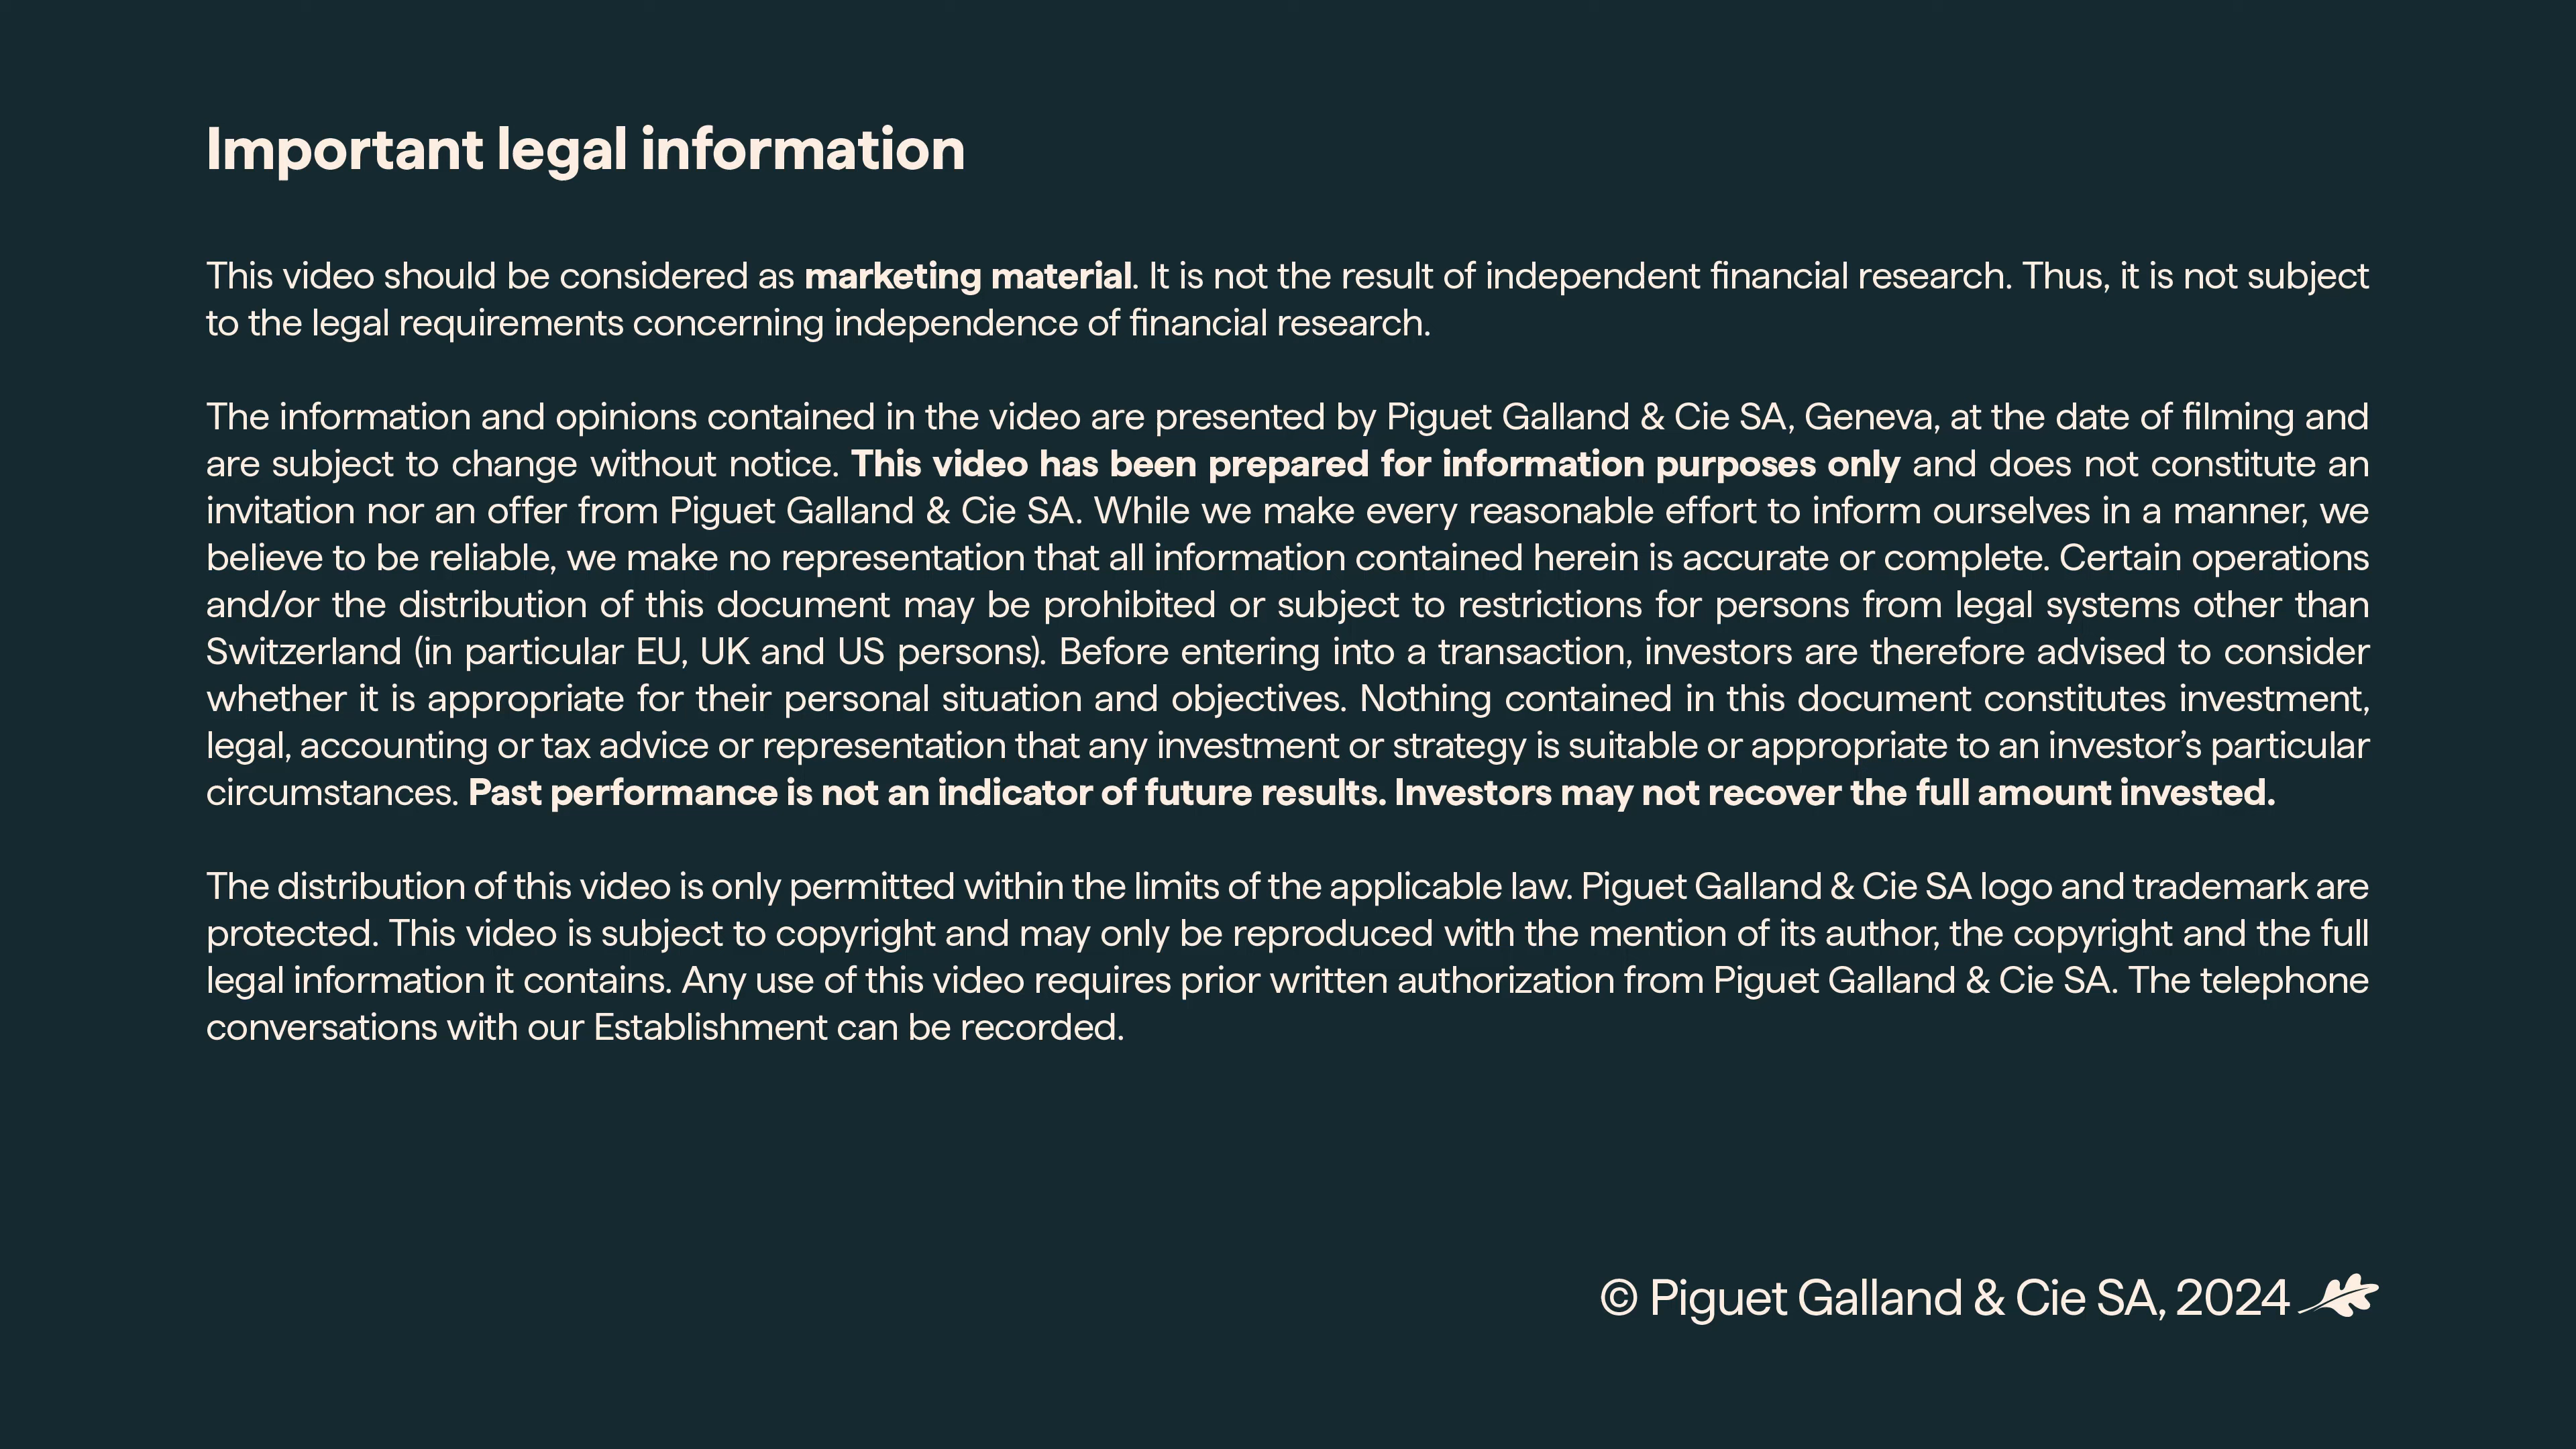 Important legal information
This video should be considered as marketing material. It is not the result of independent financial research. Thus, it is not subject
to the legal requirements concerning independence of financial research.
The information and opinions contained in the video are presented by Piguet Galland & Cie SA, Geneva, at the date of filming and
are subject to change without notice. This video has been prepared for information purposes only and does not constitute an
invitation nor an offer from Piguet Galland & Cie SA. While we make every reasonable effort to inform ourselves in a manner, we
believe to be reliable, we make no representation that all information contained herein is accurate or complete. Certain operations
and/or the distribution of this document may be prohibited or subject to restrictions for persons from legal systems other than
Switzerland (in particular EU, UK and US persons). Before entering into a transaction, investors are therefore advised to consider
whether it is appropriate for their personal situation and objectives. Nothing contained in this document constitutes investment,
legal, accounting or tax advice or representation that any investment or strategy is suitable or appropriate to an investor’s particular
circumstances. Past performance is not an indicator of future results. Investors may not recover the full amount invested.
The distribution of this video is only permitted within the limits of the applicable law. Piguet Galland & Cie SA logo and trademark are
protected. This video is subject to copyright and may only be reproduced with the mention of its author, the copyright and the full
legal information it contains. Any use of this video requires prior written authorization from Piguet Galland & Cie SA. The telephone
conversations with our Establishment can be recorded.
© Piguet Galland & Cie SA, 2024